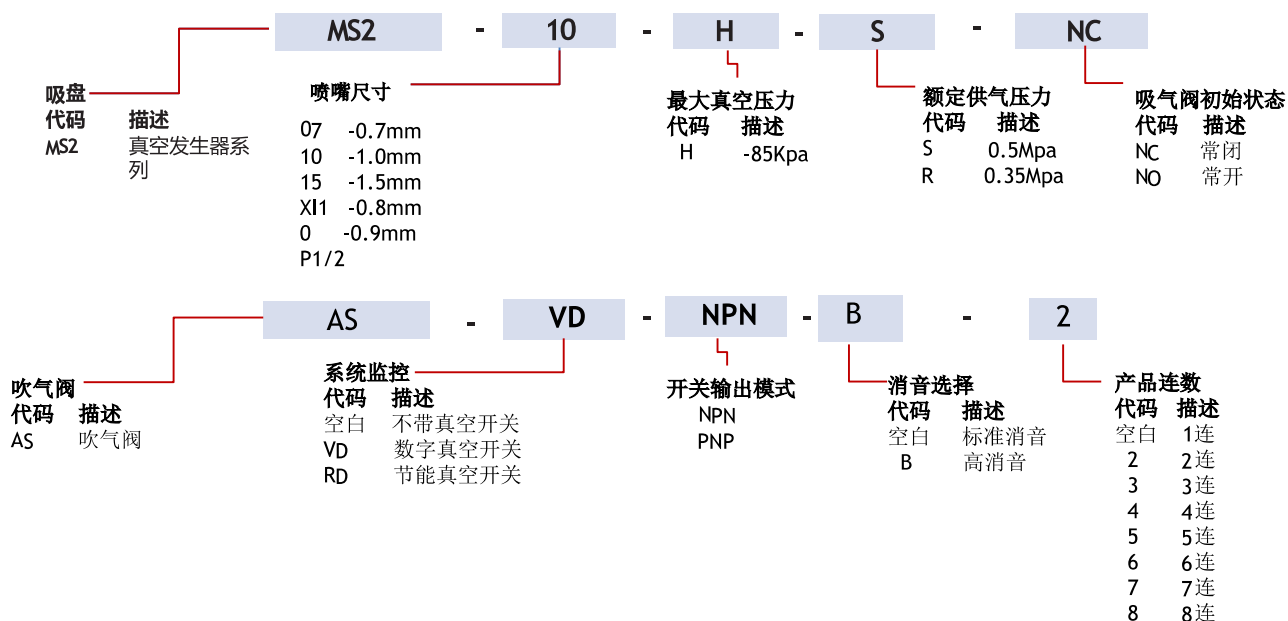 MS2 - 10 - H - S - NC
吸盘
代码 描述
MS2 真空发生器系
列
喷嘴尺寸
07 -0.7mm
10 -1.0mm
15 -1.5mm
XI1 -0.8mm
0 -0.9mm
P1/2
最大真空压力
代码 描述
H -85Kpa
额定供气压力
代码 描述
S 0.5Mpa
R 0.35Mpa
吸气阀初始状态
代码 描述
NC 常闭
NO 常开
AS - VD - NPN - B - 2
吹气阀
代码 描述
AS 吹气阀
系统监控
代码 描述
空白 不带真空开关
VD 数字真空开关
RD 节能真空开关
开关输出模式
NPN
PNP
消音选择
代码 描述
空白 标准消音
B 高消音
产品连数
代码 描述
空白 1连
2 2连
3 3连
4 4连
5 5连
6 6连
7 7连
8 8连